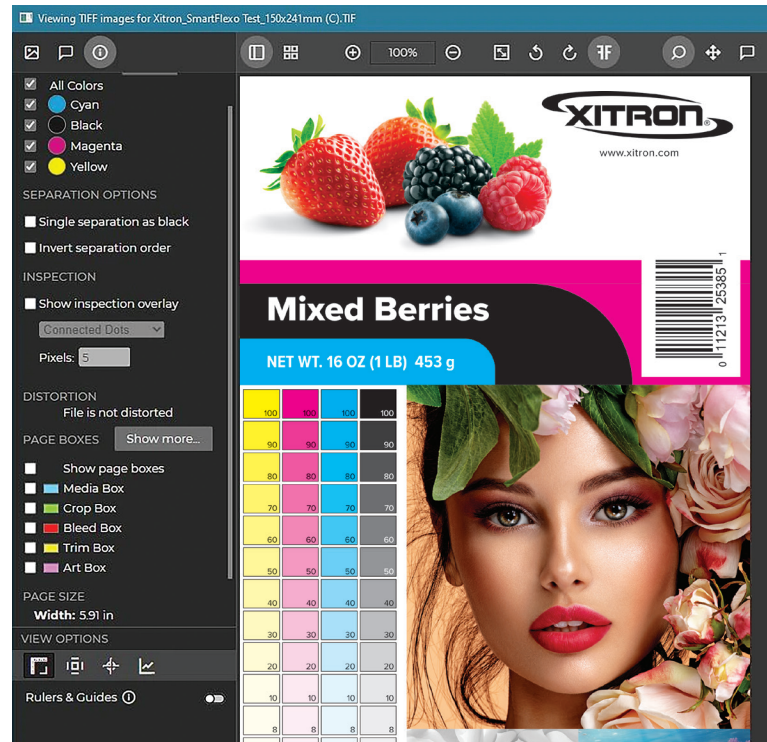 Viewing TIFF images for Xitron_SmartFlexo Test_150x241mm (C).TIF
100%
All Colors
Cyan
Black
Magenta
Yellow
SEPARATION OPTIONS
Single separation as black
Invert separation order
INSPECTION
Show inspection overlay
Connected Dots
Pixels: 5
DISTORTION
File is not distorted
PAGE BOXES Show more...
Show page boxes
Media Box
Crop Box
Bleed Box
Trim Box
Art Box
PAGE SIZE
Width: 5.91 in
VIEW OPTIONS
Rulers & Guides
XITRON®
www.xitron.com
Mixed Berries
NET WT. 16 OZ (1 LB) 453 g
0 11213 25385 1
100 100 100 100
90 90 90 90
80 80 80 80
70 70 70 70
60 60 60 60
50 50 50 50
40 40 40 40
30 30 30 30
20 20 20 20
10 10 10 10
8 8 8 8